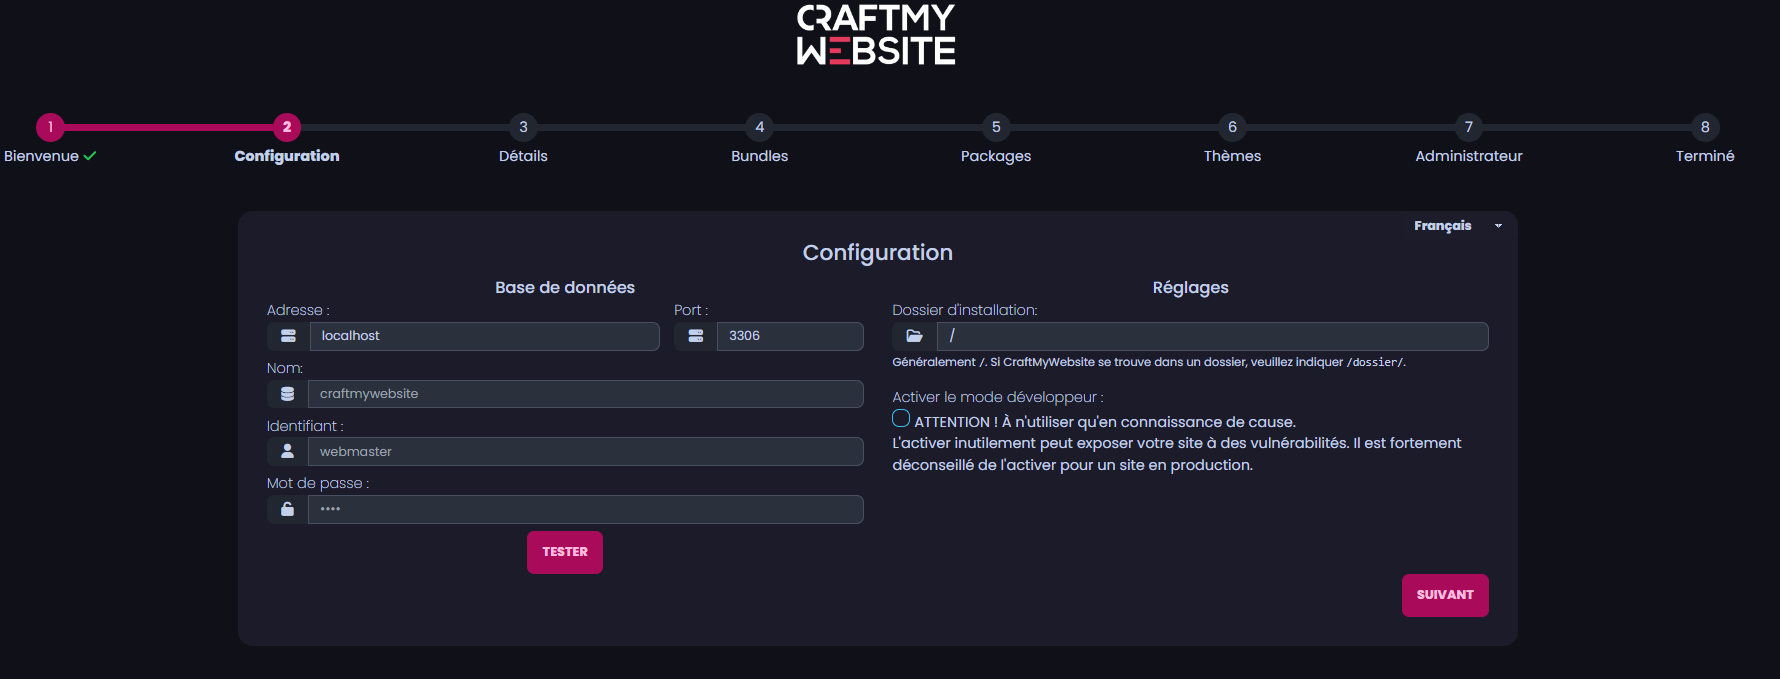 CRAFTMY
WEBSITE
1
2
3
4
5
6
7
8
Bienvenue
Configuration
Détails
Bundles
Packages
Thèmes
Administrateur
Terminé
Français
Configuration
Base de données
Adresse :
Port :
localhost
3306
Nom:
craftmywebsite
Identifiant :
webmaster
Mot de passe :
••••
TESTER
Réglages
Dossier d'installation:
/
Généralement /. Si CraftMyWebsite se trouve dans un dossier, veuillez indiquer /dossier/.
Activer le mode développeur :
ATTENTION ! À n'utiliser qu'en connaissance de cause.
L'activer inutilement peut exposer votre site à des vulnérabilités. Il est fortement
déconseillé de l'activer pour un site en production.
SUIVANT